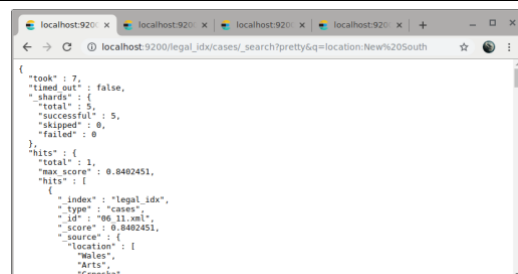 localhost:920
localhost:920
localhost:920
localhost:920
localhost:9200/legal_idx/cases/_search?pretty&q=location:New%20South
{
"took" : 7,
"timed_out" : false,
"_shards" : {
"total" : 5,
"successful" : 5,
"skipped" : 0,
"failed" : 0
},
"hits" : {
"total" : 1,
"max_score" : 0.8402451,
"hits" : [
{
"_index" : "legal_idx",
"_type" : "cases",
"_id" : "06_11.xml",
"_score" : 0.8402451,
"_source" : {
"location" : [
"Wales",
"Arts",